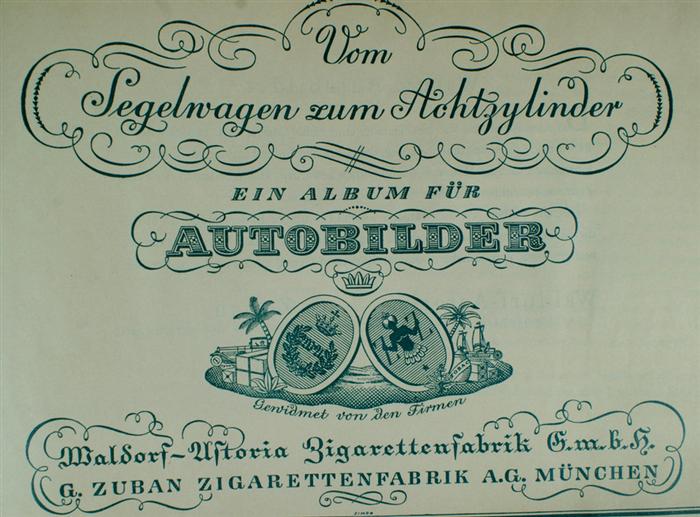 Vom
Segelwagen zum Achtzylinder
EIN ALBUM FÜR
AUTOBILDER
Gewidmet von den Firmen
Waldorf-Astoria Zigarettenfabrik G.m.b.H.
G. ZUBAN ZIGARETTENFABRIK A.G. MÜNCHEN